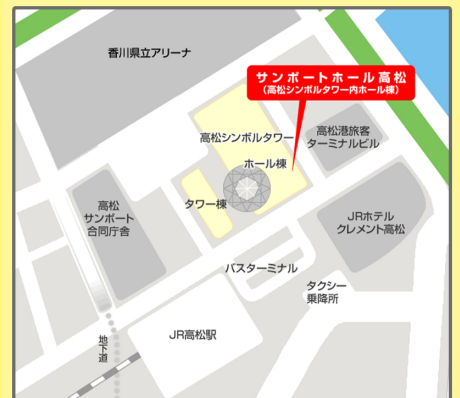 香川県立アリーナ
サンポートホール高松
（高松シンボルタワー内ホール棟）
高松シンボルタワー
ホール棟
高松港旅客
ターミナルビル
タワー棟
高松
サンポート
合同庁舎
JRホテル
クレメント高松
バスターミナル
タクシー
乗降所
JR高松駅
地下道